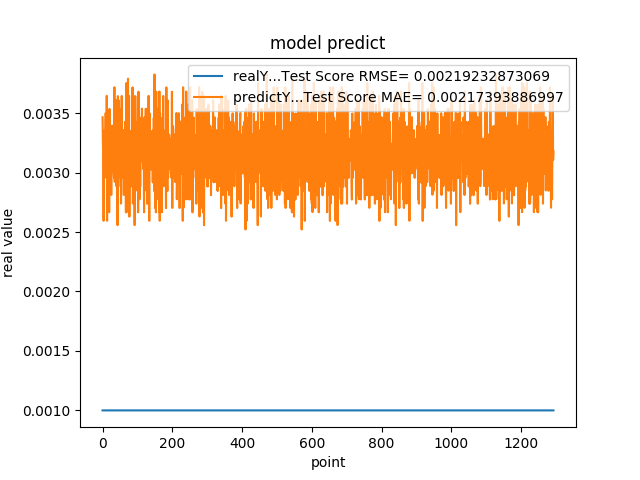 model predict
realY...Test Score RMSE= 0.00219232873069
predictY...Test Score MAE= 0.00217393886997
0.0035
0.0030
0.0025
0.0020
0.0015
0.0010
real value
0 200 400 600 800 1000 1200
point